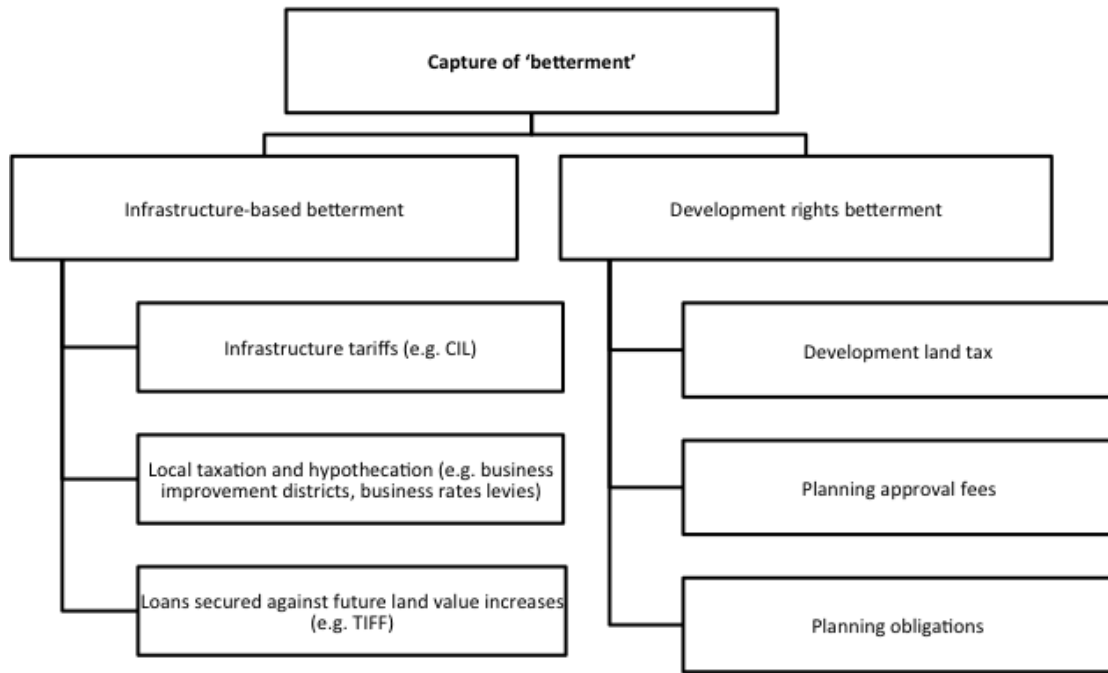 Capture of ‘betterment’
Infrastructure-based betterment
Development rights betterment
Infrastructure tariffs (e.g. CIL)
Development land tax
Local taxation and hypothecation (e.g. business
improvement districts, business rates levies)
Planning approval fees
Loans secured against future land value increases
(e.g. TIFF)
Planning obligations